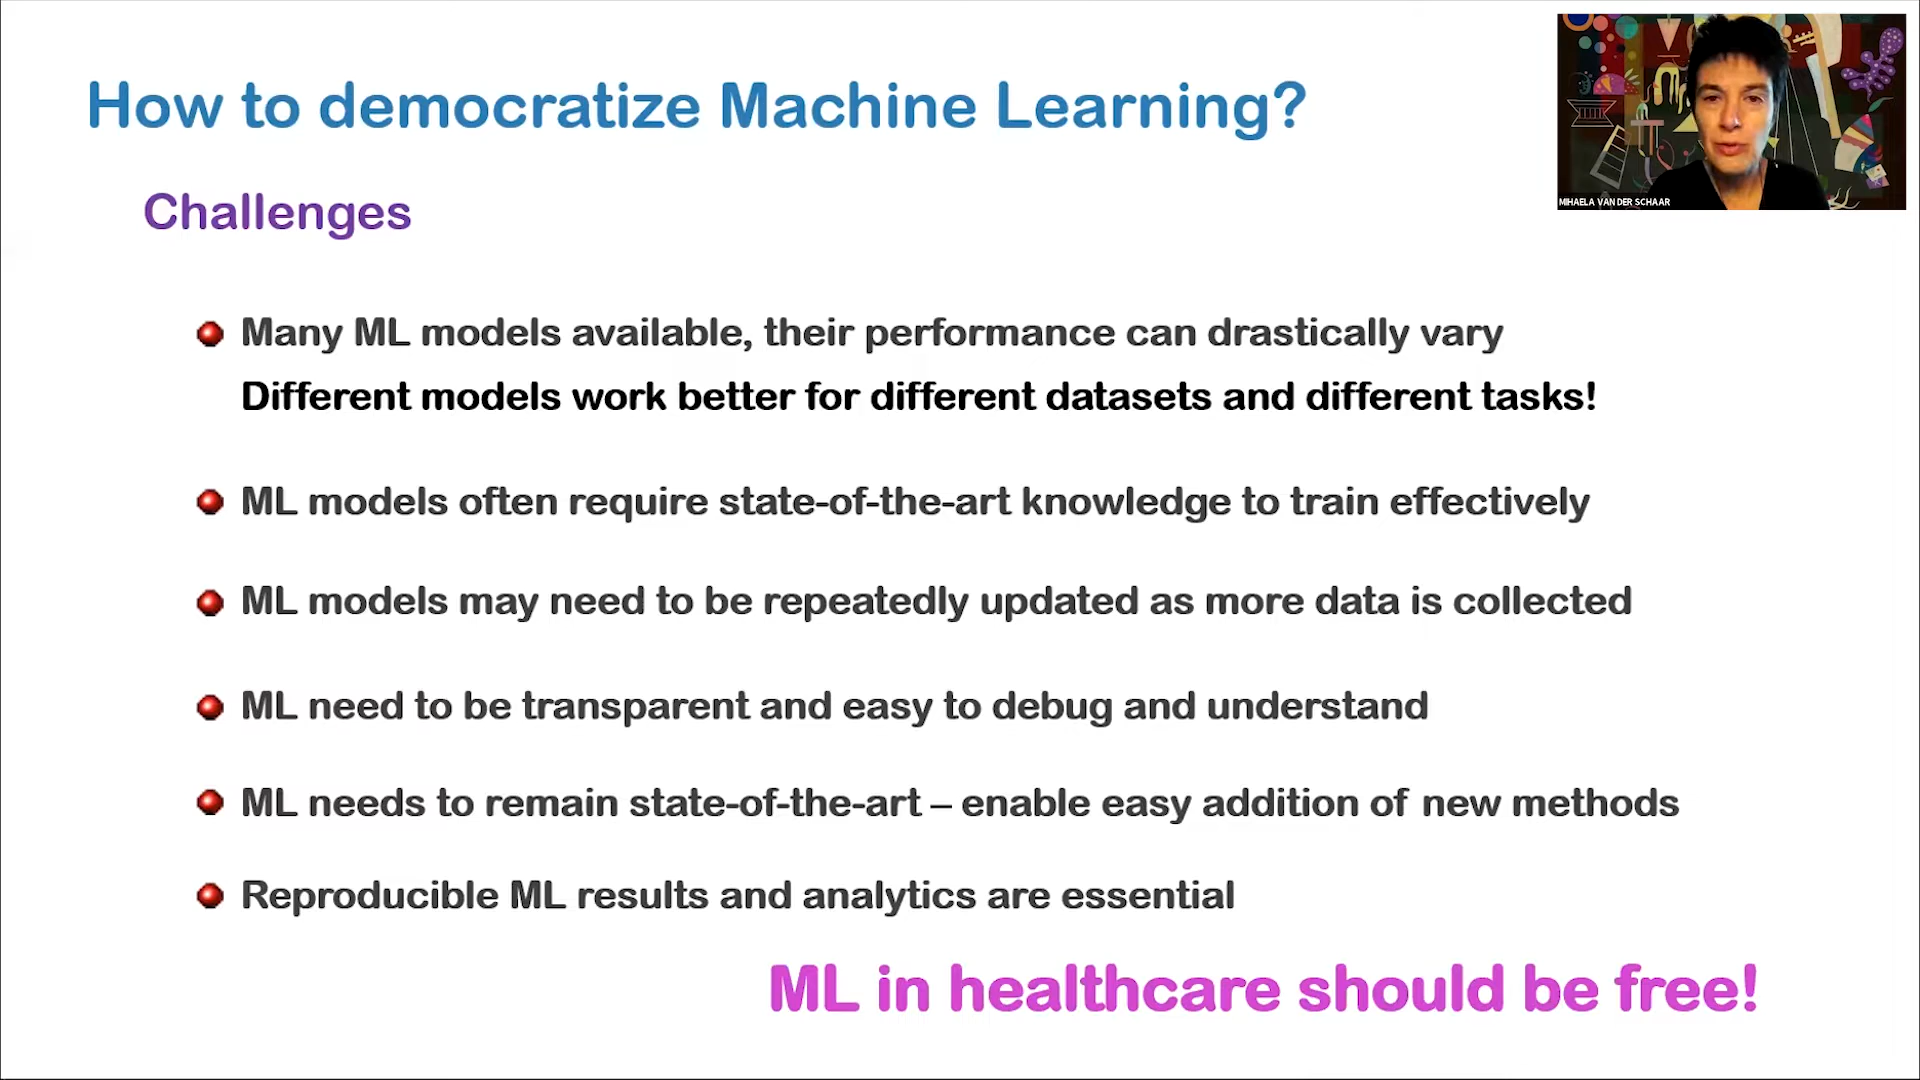 How to democratize Machine Learning?
MIHAELA VAN DER SCHAAR
Challenges
Many ML models available, their performance can drastically vary
Different models work better for different datasets and different tasks!
ML models often require state-of-the-art knowledge to train effectively
ML models may need to be repeatedly updated as more data is collected
ML need to be transparent and easy to debug and understand
ML needs to remain state-of-the-art – enable easy addition of new methods
Reproducible ML results and analytics are essential
ML in healthcare should be free!